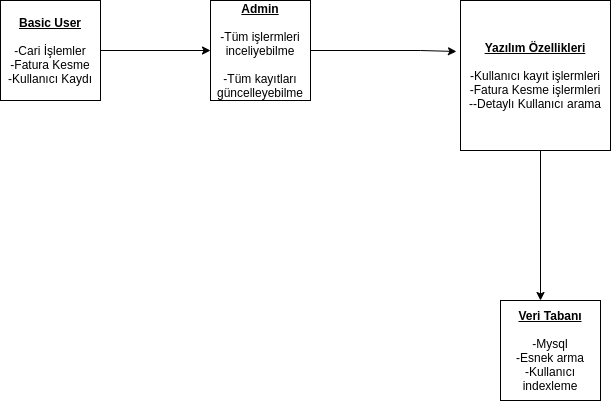 Basic User
-Cari İşlemler
-Fatura Kesme
-Kullanıcı Kaydı
Admin
-Tüm işlermleri
inceliyebilme
-Tüm kayıtları
güncelleyebilme
Yazılım Özellikleri
-Kullanıcı kayıt işlermleri
-Fatura Kesme işlermleri
--Detaylı Kullanıcı arama
Veri Tabanı
-Mysql
-Esnek arma
-Kullanıcı
indexleme